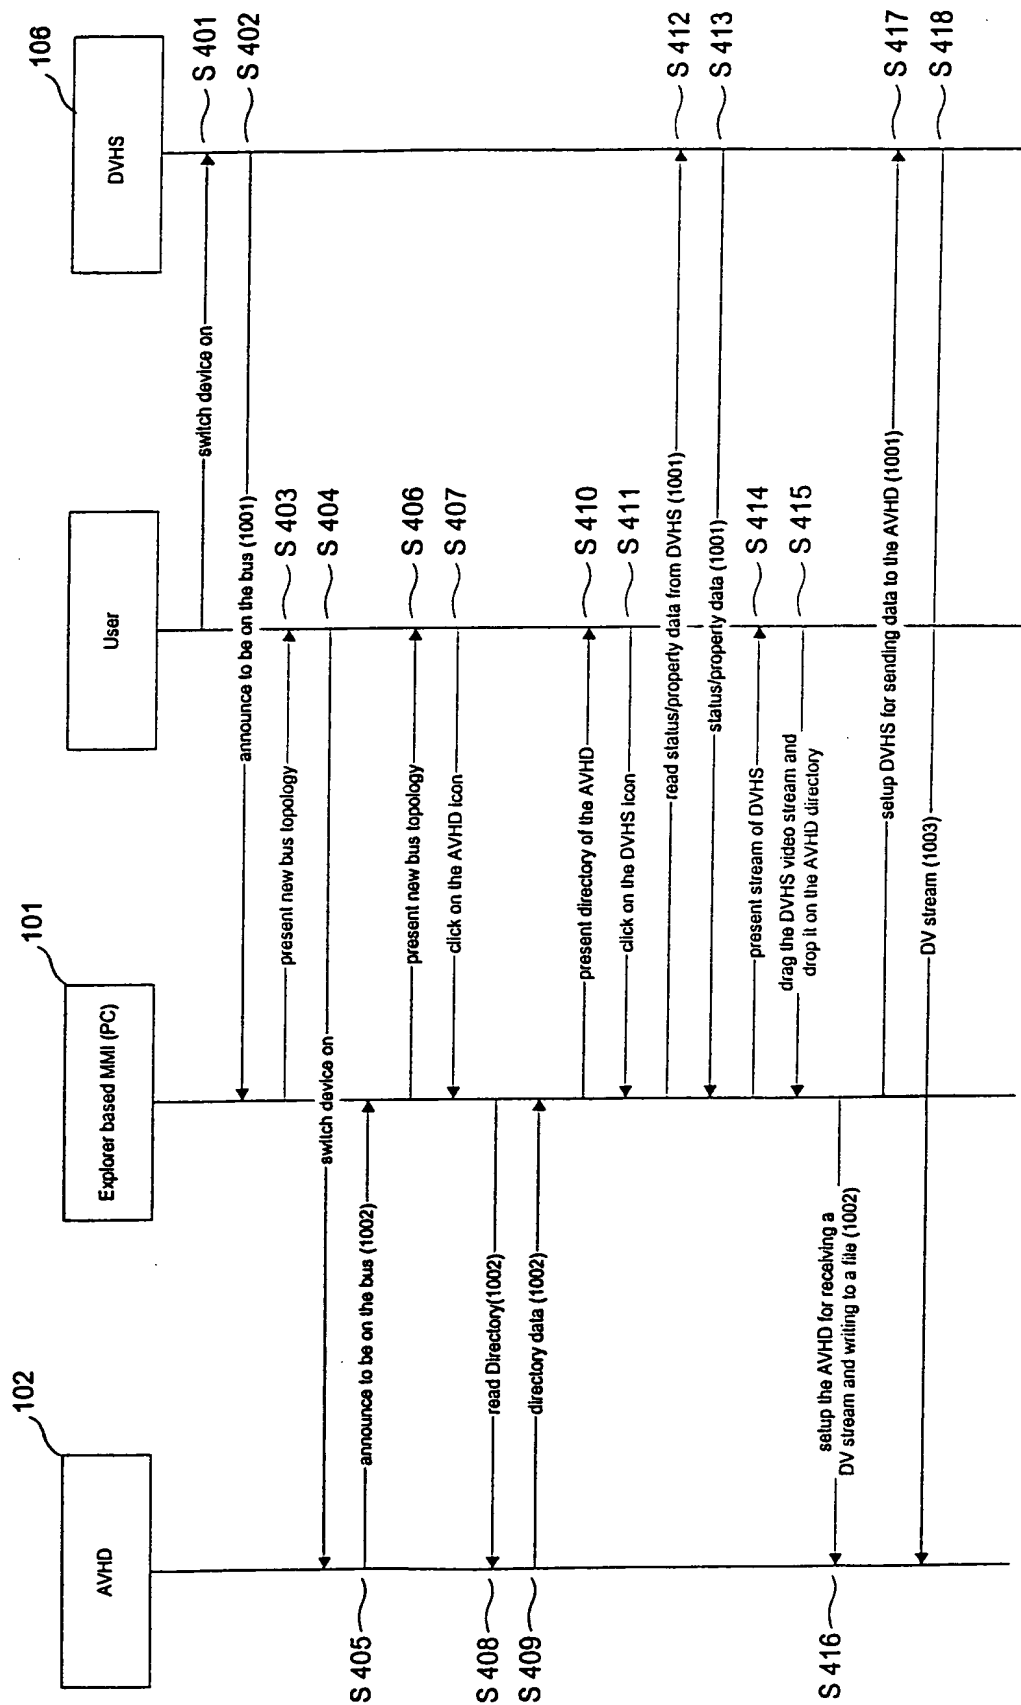 102
AVHD
101
Explorer based MMI (PC)
User
106
DVHS
switch device on
S 401
announce to be on the bus (1001)
S 402
present new bus topology
S 403
switch device on
S 404
S 405
announce to be on the bus (1002)
present new bus topology
S 406
click on the AVHD icon
S 407
S 408
read Directory(1002)
S 409
directory data (1002)
present directory of the AVHD
S 410
click on the DVHS icon
S 411
read status/property data from DVHS (1001)
S 412
status/property data (1001)
S 413
present stream of DVHS
S 414
drag the DVHS video stream and
drop it on the AVHD directory
S 415
S 416
setup the AVHD for receiving a
DV stream and writing to a file (1002)
setup DVHS for sending data to the AVHD (1001)
S 417
DV stream (1003)
S 418